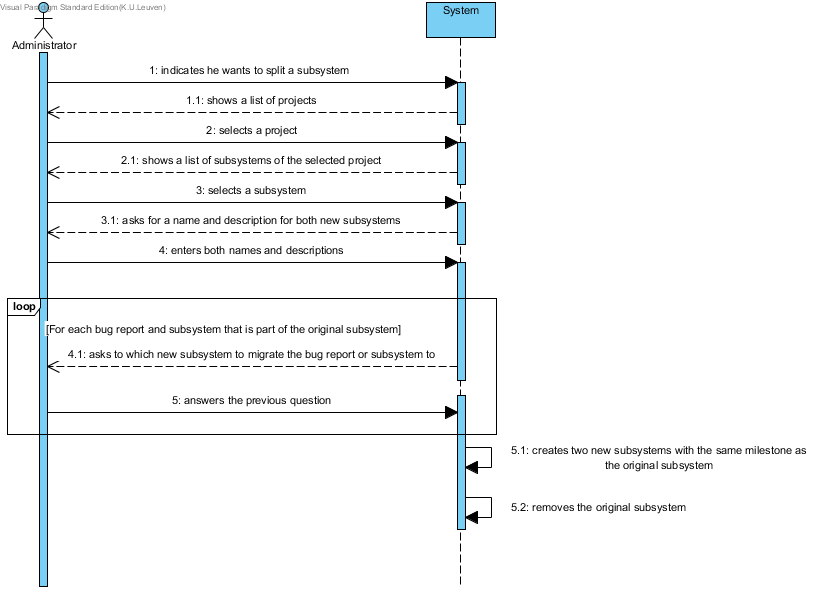 Visual Paradigm Standard Edition(K.U.Leuven)
System
Administrator
1: indicates he wants to split a subsystem
1.1: shows a list of projects
2: selects a project
2.1: shows a list of subsystems of the selected project
3: selects a subsystem
3.1: asks for a name and description for both new subsystems
4: enters both names and descriptions
loop
[For each bug report and subsystem that is part of the original subsystem]
4.1: asks to which new subsystem to migrate the bug report or subsystem to
5: answers the previous question
5.1: creates two new subsystems with the same milestone as
the original subsystem
5.2: removes the original subsystem